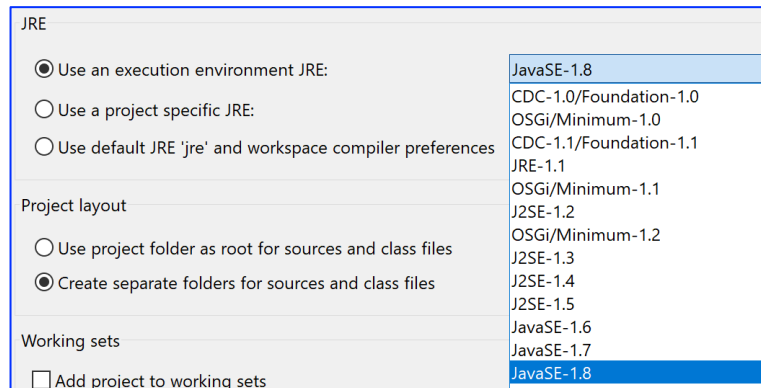 JRE
Use an execution environment JRE:
JavaSE-1.8
Use a project specific JRE:
Use default JRE 'jre' and workspace compiler preferences
CDC-1.0/Foundation-1.0
OSGi/Minimum-1.0
CDC-1.1/Foundation-1.1
JRE-1.1
OSGi/Minimum-1.1
J2SE-1.2
OSGi/Minimum-1.2
J2SE-1.3
J2SE-1.4
J2SE-1.5
JavaSE-1.6
JavaSE-1.7
JavaSE-1.8
Project layout
Use project folder as root for sources and class files
Create separate folders for sources and class files
Working sets
Add project to working sets